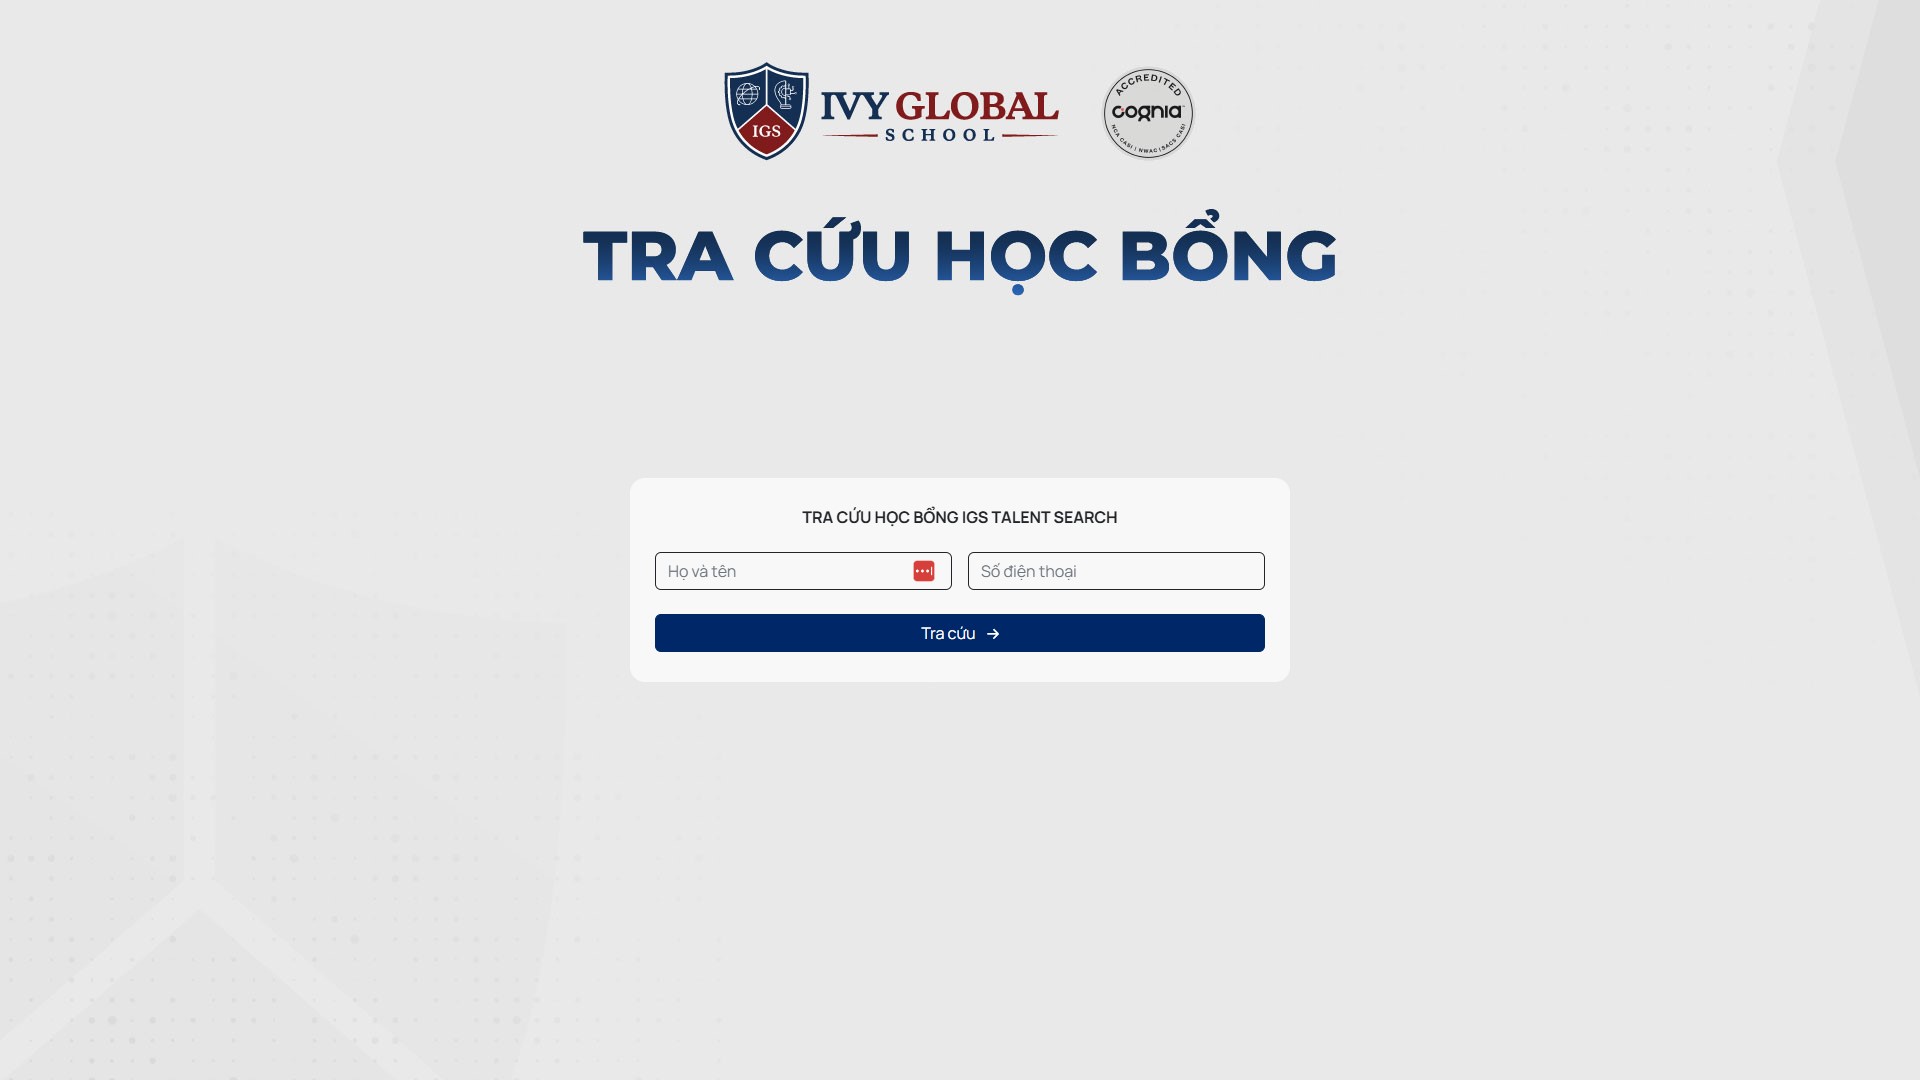 IGS
IVY GLOBAL
SCHOOL
ACCREDITED
cognia
NCA CASI | NWAC | SACS CASI
TRA CỨU HỌC BỔNG
TRA CỨU HỌC BỔNG IGS TALENT SEARCH
Họ và tên
Số điện thoại
Tra cứu →